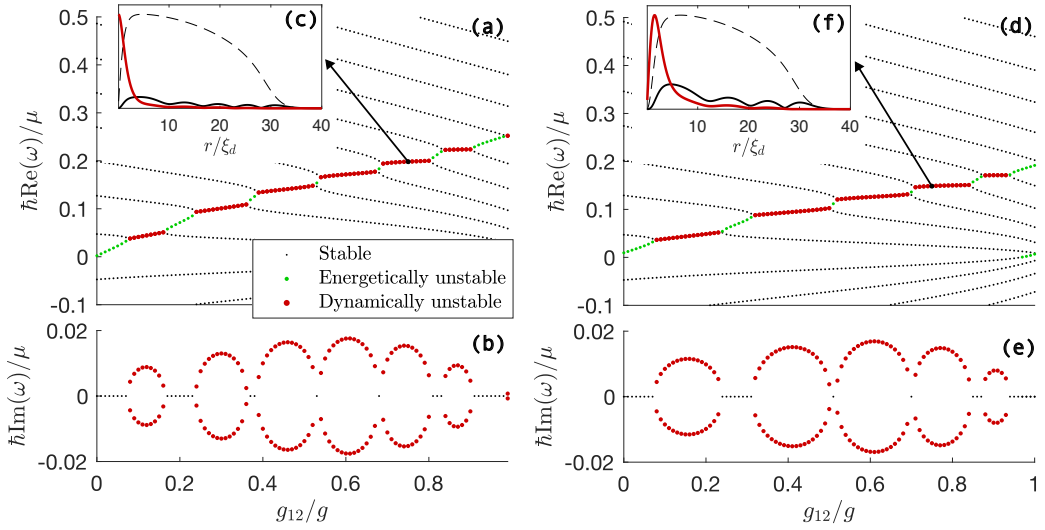 (c)
(a)
0.5
0.4
0.3
0.2
0.1
0
-0.1
ℏRe(ω)/μ
10 20 30 40
r/ξ_d
Stable
Energetically unstable
Dynamically unstable
(b)
0.02
0
-0.02
ℏIm(ω)/μ
0 0.2 0.4 0.6 0.8
g₁₂/g
(f)
(d)
0.5
0.4
0.3
0.2
0.1
0
-0.1
ℏRe(ω)/μ
10 20 30 40
r/ξ_d
(e)
0.02
0
-0.02
ℏIm(ω)/μ
0 0.2 0.4 0.6 0.8 1
g₁₂/g